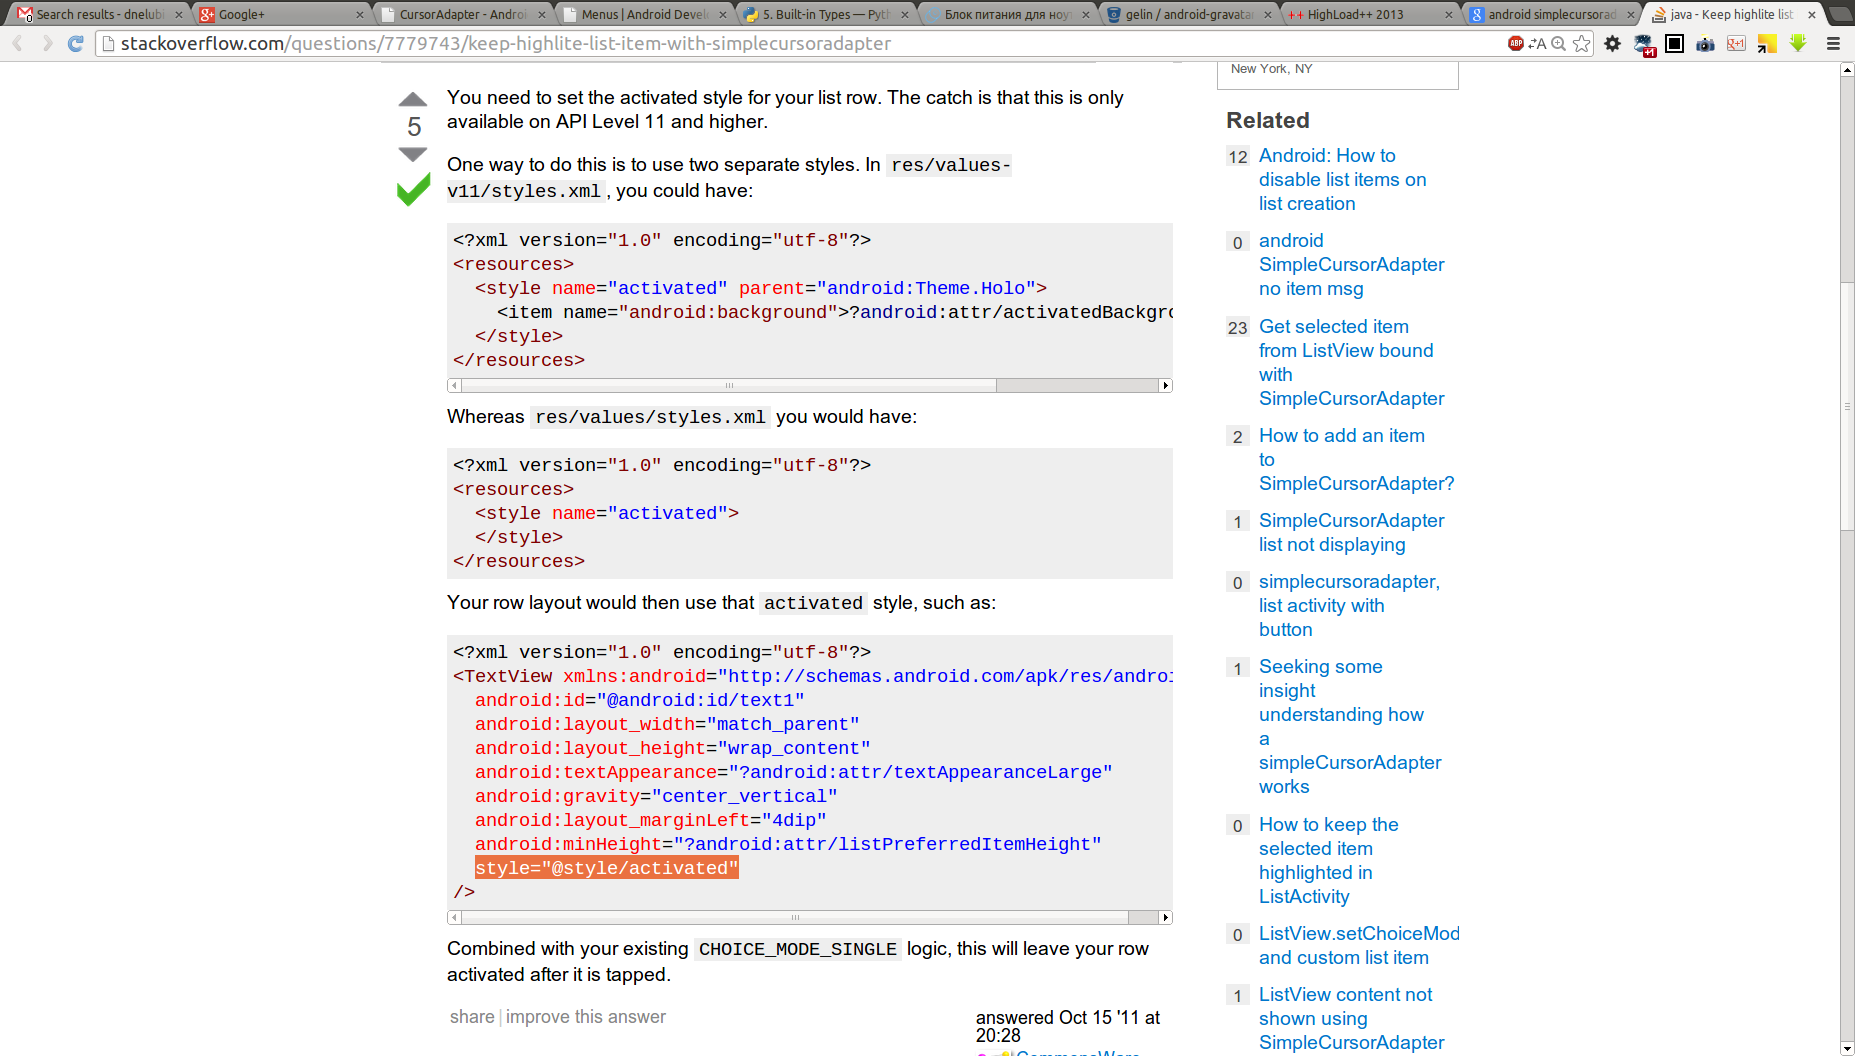 Search results - dnelubi
Google+
CursorAdapter - Androi
Menus | Android Devel
5. Built-in Types — Pyth
Блок питания для ноут
gelin / android-gravatar
HighLoad++ 2013
android simplecursorad
java - Keep highlite list
stackoverflow.com/questions/7779743/keep-highlite-list-item-with-simplecursoradapter
New York, NY
You need to set the activated style for your list row. The catch is that this is only
available on API Level 11 and higher.
5
One way to do this is to use two separate styles. In res/values-
v11/styles.xml, you could have:
<?xml version="1.0" encoding="utf-8"?>
<resources>
<style name="activated" parent="android:Theme.Holo">
<item name="android:background">?android:attr/activatedBackgro
</style>
</resources>
Whereas res/values/styles.xml you would have:
<?xml version="1.0" encoding="utf-8"?>
<resources>
<style name="activated">
</style>
</resources>
Your row layout would then use that activated style, such as:
<?xml version="1.0" encoding="utf-8"?>
<TextView xmlns:android="http://schemas.android.com/apk/res/androi
android:id="@android:id/text1"
android:layout_width="match_parent"
android:layout_height="wrap_content"
android:textAppearance="?android:attr/textAppearanceLarge"
android:gravity="center_vertical"
android:layout_marginLeft="4dip"
android:minHeight="?android:attr/listPreferredItemHeight"
style="@style/activated"
/>
Combined with your existing CHOICE_MODE_SINGLE logic, this will leave your row
activated after it is tapped.
share | improve this answer
answered Oct 15 '11 at
20:28
CommonsWare
Related
12 Android: How to
disable list items on
list creation
0 android
SimpleCursorAdapter
no item msg
23 Get selected item
from ListView bound
with
SimpleCursorAdapter
2 How to add an item
to
SimpleCursorAdapter?
1 SimpleCursorAdapter
list not displaying
0 simplecursoradapter,
list activity with
button
1 Seeking some
insight
understanding how
a
simpleCursorAdapter
works
0 How to keep the
selected item
highlighted in
ListActivity
0 ListView.setChoiceMod
and custom list item
1 ListView content not
shown using
SimpleCursorAdapter